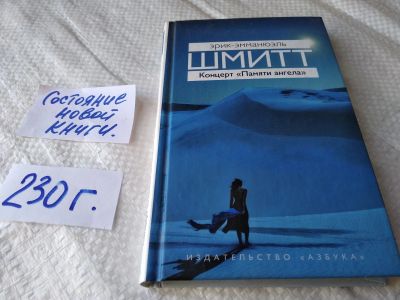 эрик-эмманюэль
ШМИТТ
Концерт «Памяти ангела»
ИЗДАТЕЛЬСТВО «АЗБУКА»
Состояние
новой
книги.
230 г.